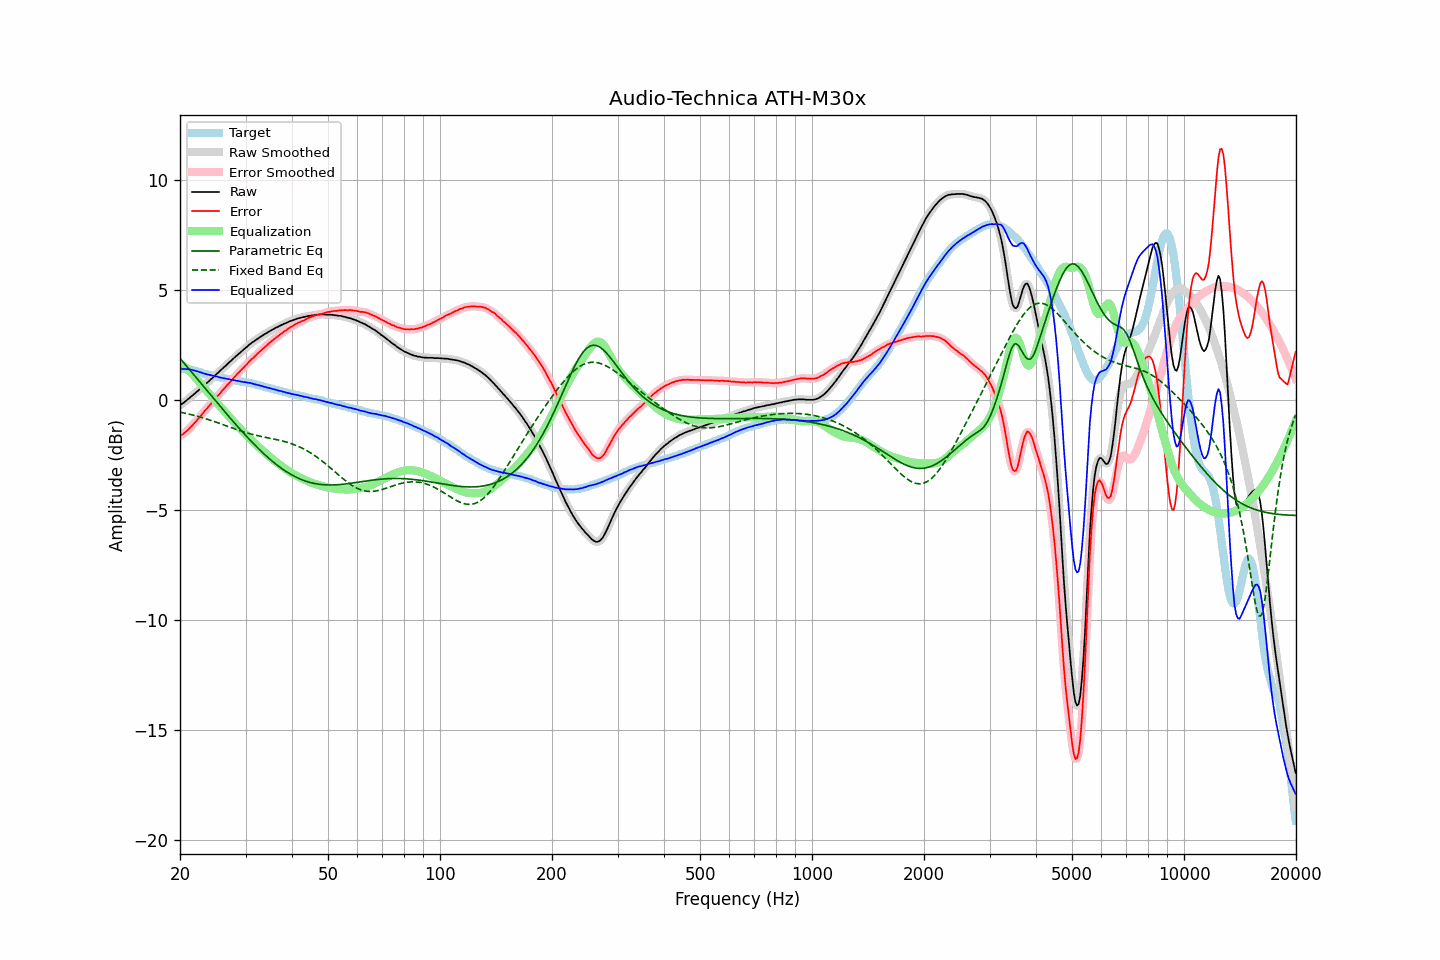 Audio-Technica ATH-M30x
Target
Raw Smoothed
Error Smoothed
Raw
Error
Equalization
Parametric Eq
Fixed Band Eq
Equalized
10
5
0
−5
−10
−15
−20
Amplitude (dBr)
20
50
100
200
500
1000
2000
5000
10000
20000
Frequency (Hz)